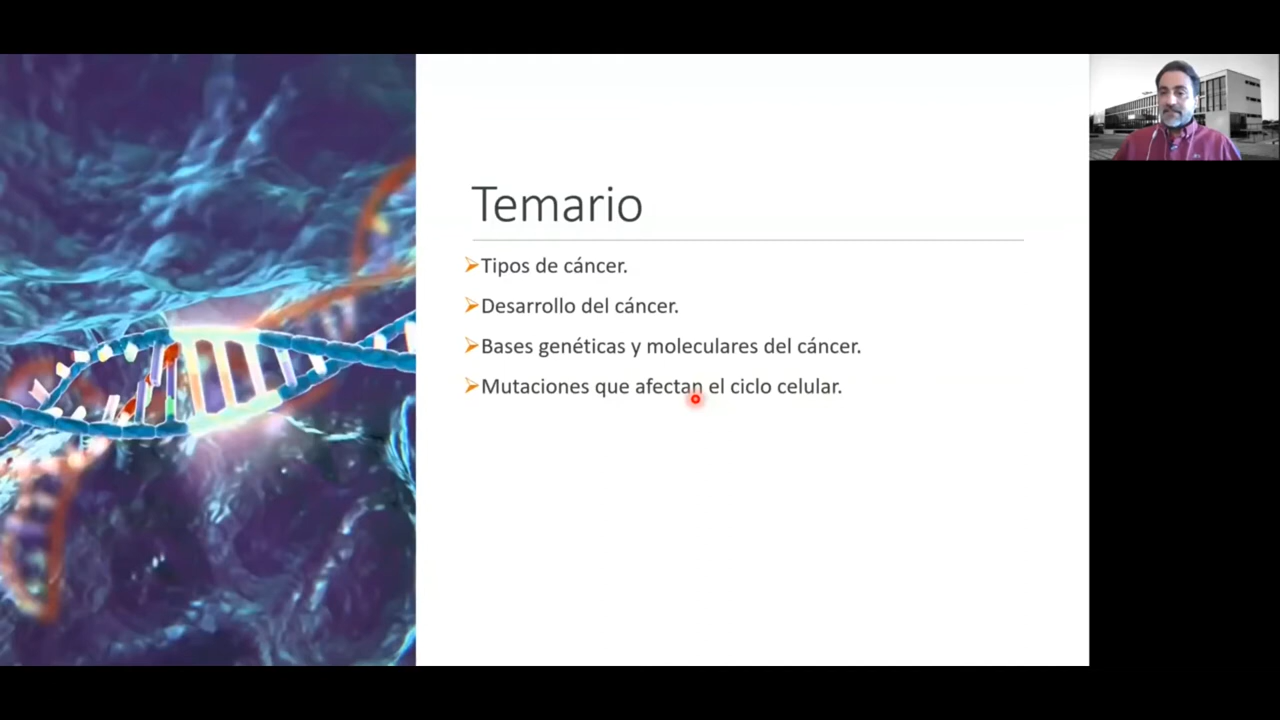 Temario
Tipos de cáncer.
Desarrollo del cáncer.
Bases genéticas y moleculares del cáncer.
Mutaciones que afectan el ciclo celular.